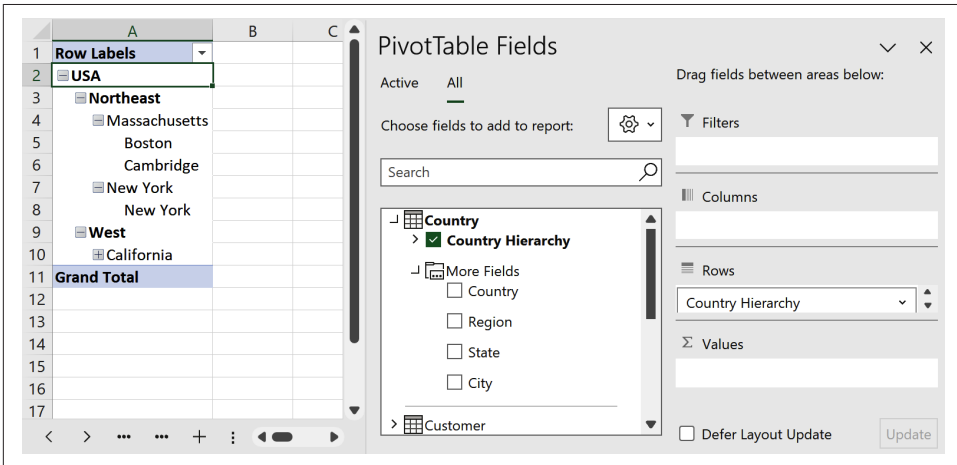 A B C
1 Row Labels
2 USA
3 Northeast
4 Massachusetts
5 Boston
6 Cambridge
7 New York
8 New York
9 West
10 California
11 Grand Total
12
13
14
15
16
17
PivotTable Fields
Active All
Choose fields to add to report:
Search
Country
Country Hierarchy
More Fields
Country
Region
State
City
Customer
Drag fields between areas below:
Filters
Columns
Rows
Country Hierarchy
Σ Values
Defer Layout Update Update